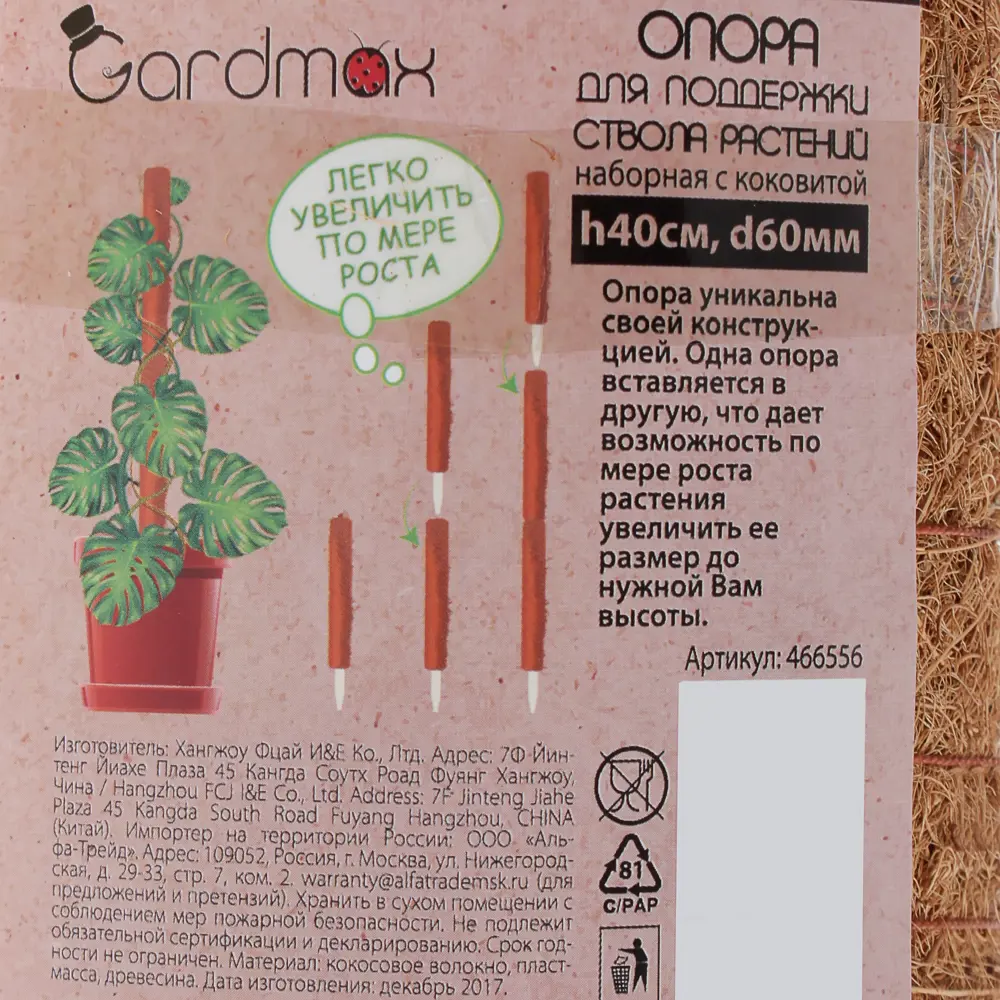 Gardmax
ОПОРА
ДЛЯ ПОДДЕРЖКИ
СТВОЛА РАСТЕНИЙ
наборная с коковитой
h40см, d60мм
ЛЕГКО
УВЕЛИЧИТЬ
ПО МЕРЕ
РОСТА
Опора уникальна
своей конструк-
цией. Одна опора
вставляется в
другую, что дает
возможность по
мере роста
растения
увеличить ее
размер до
нужной Вам
высоты.
Артикул: 466556
Изготовитель: Хангжоу Фцай И&Е Ко., Лтд. Адрес: 7Ф Йин-
тенг Йиахе Плаза 45 Кангда Соутх Роад Фуянг Хангжоу,
Чина / Hangzhou FCJ I&E Co., Ltd. Address: 7F Jinteng Jiahe
Plaza 45 Kangda South Road Fuyang Hangzhou, CHINA
(Китай). Импортер на территории России: ООО «Аль-
фа-Трейд». Адрес: 109052, Россия, г. Москва, ул. Нижегород-
ская, д. 29-33, стр. 7, ком. 2. warranty@alfatrademsk.ru (для
предложений и претензий). Хранить в сухом помещении с
соблюдением мер пожарной безопасности. Не подлежит
обязательной сертификации и декларированию. Срок год-
ности не ограничен. Материал: кокосовое волокно, пласт-
масса, древесина. Дата изготовления: декабрь 2017.
81
C/PAP